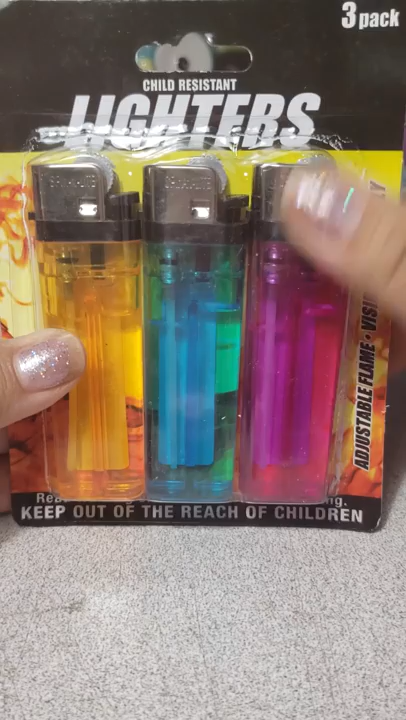 3 pack
CHILD RESISTANT
LIGHTERS
ADJUSTABLE FLAME •
KEEP OUT OF THE REACH OF CHILDREN